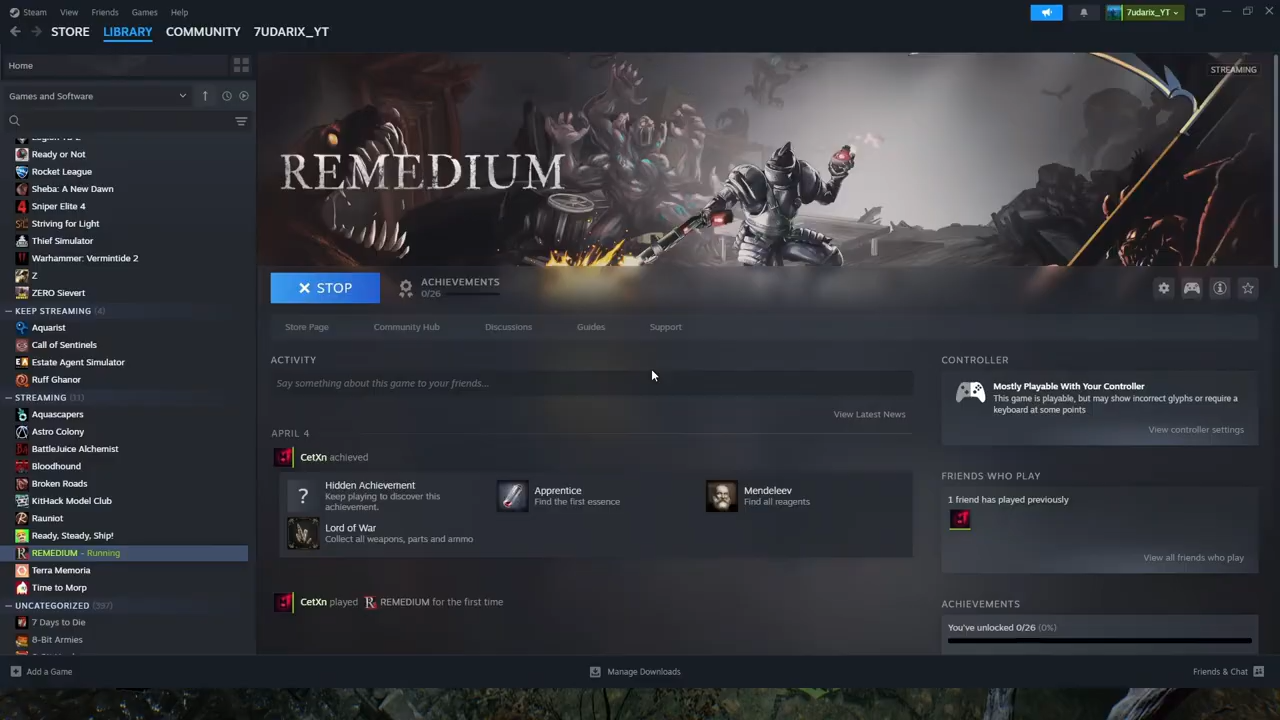 Steam View Friends Games Help
7udarix_YT
STORE LIBRARY COMMUNITY 7UDARIX_YT
Home
Games and Software
Ready or Not
Rocket League
Sheba: A New Dawn
Sniper Elite 4
Striving for Light
Thief Simulator
Warhammer: Vermintide 2
Z
ZERO Sievert
KEEP STREAMING (4)
Aquarist
Call of Sentinels
Estate Agent Simulator
Ruff Ghanor
STREAMING (11)
Aquascapers
Astro Colony
BattleJuice Alchemist
Bloodhound
Broken Roads
KitHack Model Club
Rauniot
Ready, Steady, Ship!
REMEDIUM - Running
Terra Memoria
Time to Morp
UNCATEGORIZED (397)
7 Days to Die
8-Bit Armies
STREAMING
REMEDIUM
STOP
ACHIEVEMENTS
0/26
Store Page Community Hub Discussions Guides Support
ACTIVITY
Say something about this game to your friends...
View Latest News
APRIL 4
CetXn achieved
Hidden Achievement
Keep playing to discover this
achievement.
Apprentice
Find the first essence
Mendeleev
Find all reagents
Lord of War
Collect all weapons, parts and ammo
CetXn played REMEDIUM for the first time
CONTROLLER
Mostly Playable With Your Controller
This game is playable, but may show incorrect glyphs or require a
keyboard at some points
View controller settings
FRIENDS WHO PLAY
1 friend has played previously
View all friends who play
ACHIEVEMENTS
You've unlocked 0/26 (0%)
Add a Game
Manage Downloads
Friends & Chat